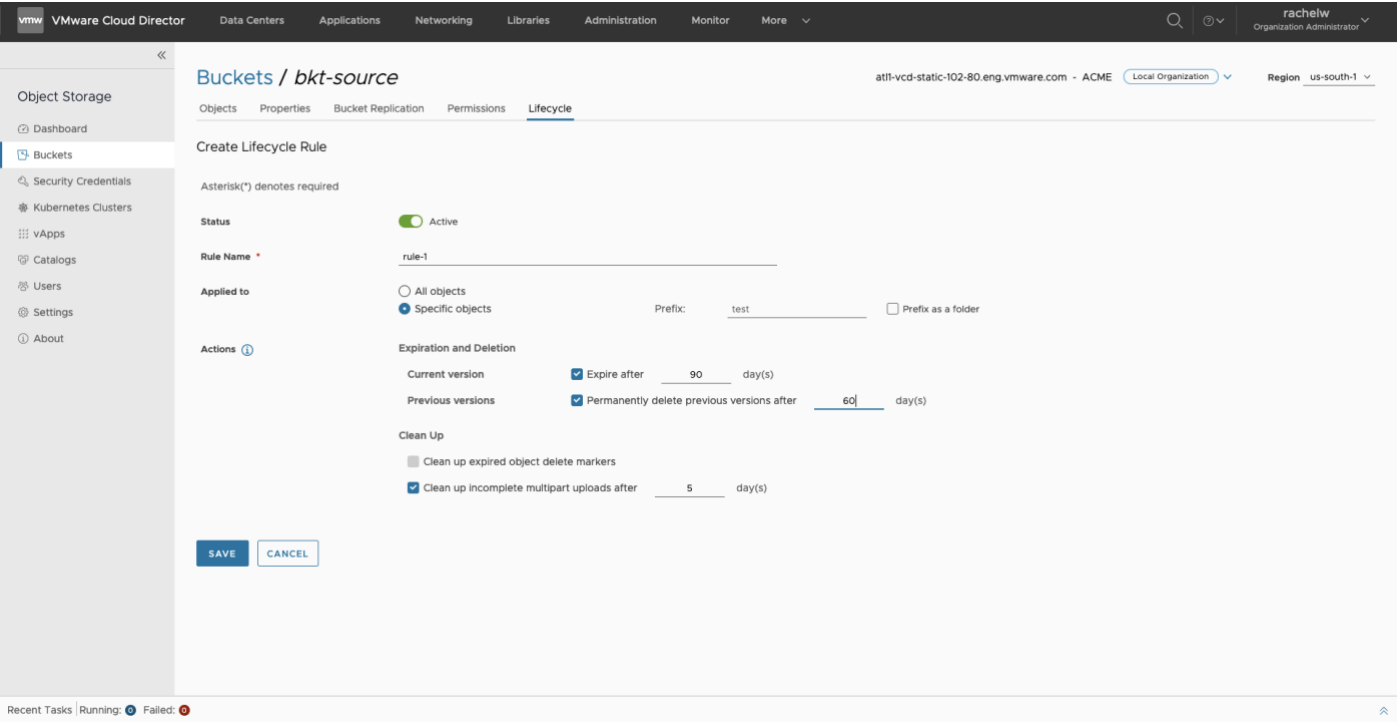 vmw VMware Cloud Director Data Centers Applications Networking Libraries Administration Monitor More rachelw
Organization Administrator
Object Storage
Dashboard
Buckets
Security Credentials
Kubernetes Clusters
vApps
Catalogs
Users
Settings
About
Buckets / bkt-source
atl1-vcd-static-102-80.eng.vmware.com - ACME Local Organization Region us-south-1
Objects Properties Bucket Replication Permissions Lifecycle
Create Lifecycle Rule
Asterisk(*) denotes required
Status Active
Rule Name * rule-1
Applied to All objects
Specific objects Prefix: test Prefix as a folder
Actions Expiration and Deletion
Current version Expire after 90 day(s)
Previous versions Permanently delete previous versions after 60 day(s)
Clean Up
Clean up expired object delete markers
Clean up incomplete multipart uploads after 5 day(s)
SAVE CANCEL
Recent Tasks Running: 0 Failed: 0